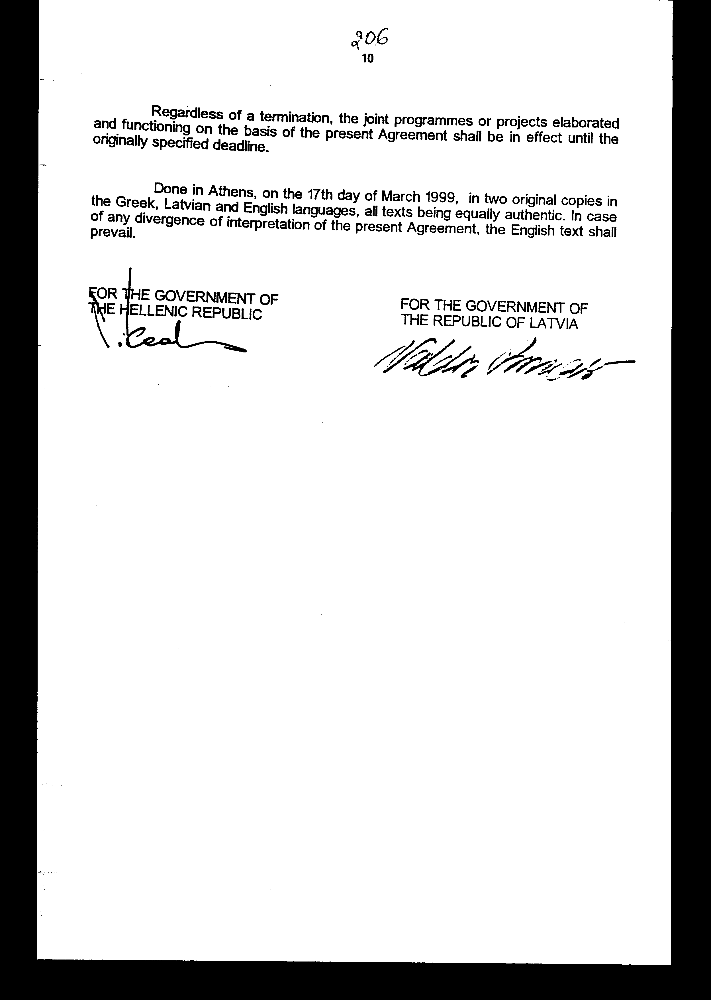 206
10
Regardless of a termination, the joint programmes or projects elaborated
and functioning on the basis of the present Agreement shall be in effect until the
originally specified deadline.
Done in Athens, on the 17th day of March 1999, in two original copies in
the Greek, Latvian and English languages, all texts being equally authentic. In case
of any divergence of interpretation of the present Agreement, the English text shall
prevail.
FOR THE GOVERNMENT OF
THE HELLENIC REPUBLIC
FOR THE GOVERNMENT OF
THE REPUBLIC OF LATVIA